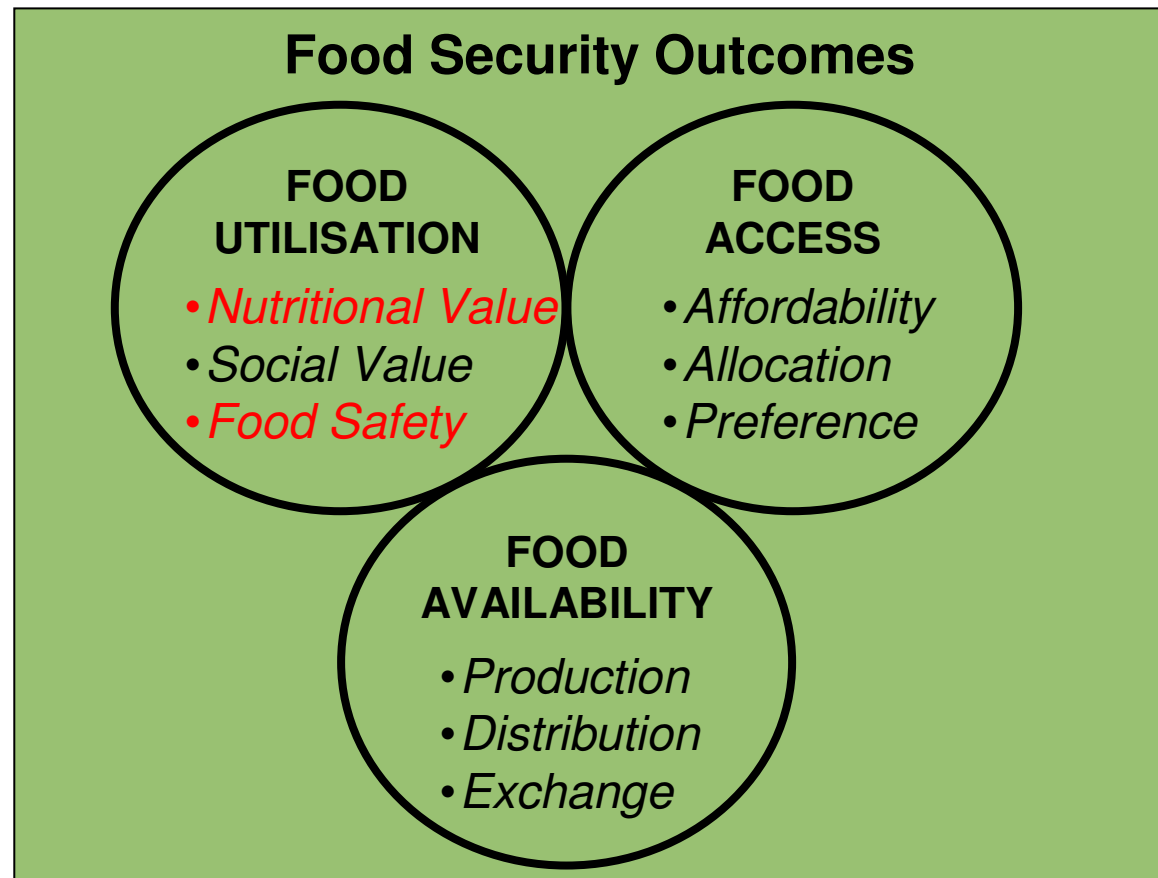 Food Security Outcomes
FOOD
UTILISATION
•Nutritional Value
•Social Value
•Food Safety
FOOD
ACCESS
•Affordability
•Allocation
•Preference
FOOD
AVAILABILITY
•Production
•Distribution
•Exchange